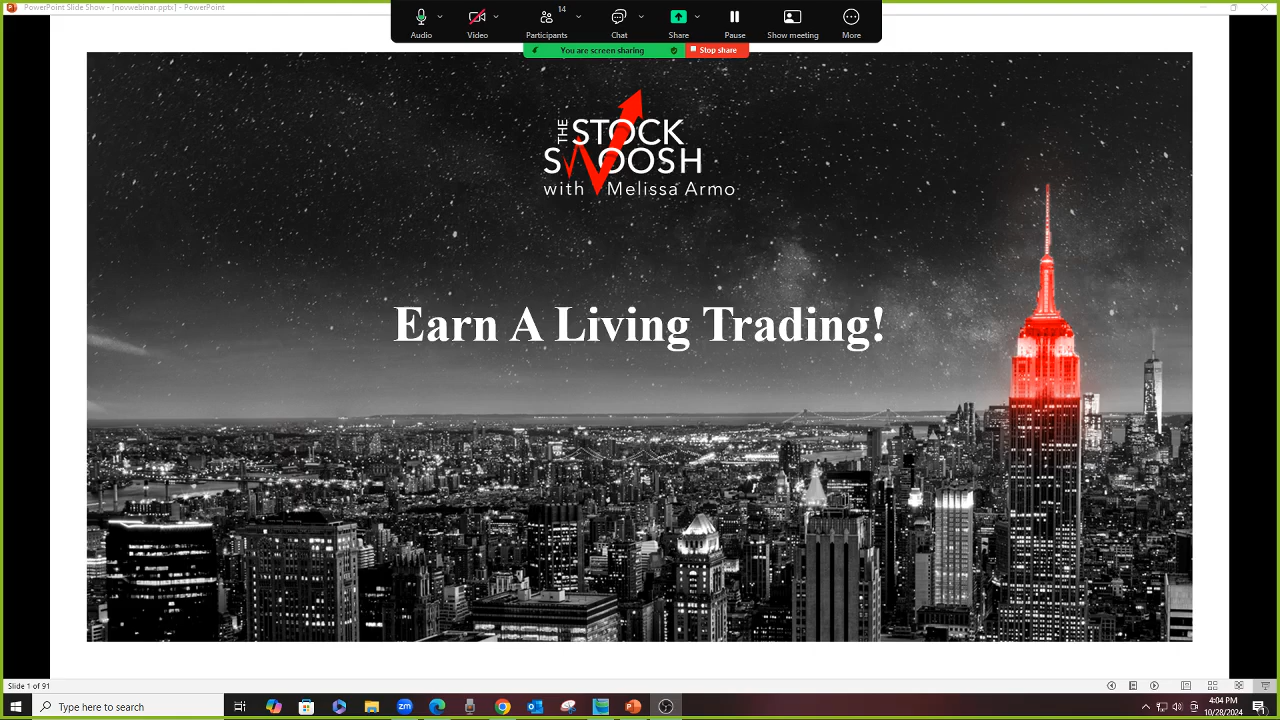 PowerPoint Slide Show - [novwebinar.pptx] - PowerPoint
14
Audio
Video
Participants
Chat
Share
Pause
Show meeting
More
You are screen sharing
Stop share
THE STOCK
SWOOSH
with Melissa Armo
Earn A Living Trading!
Slide 1 of 91
Type here to search
zm
4:04 PM
10/28/2024
1